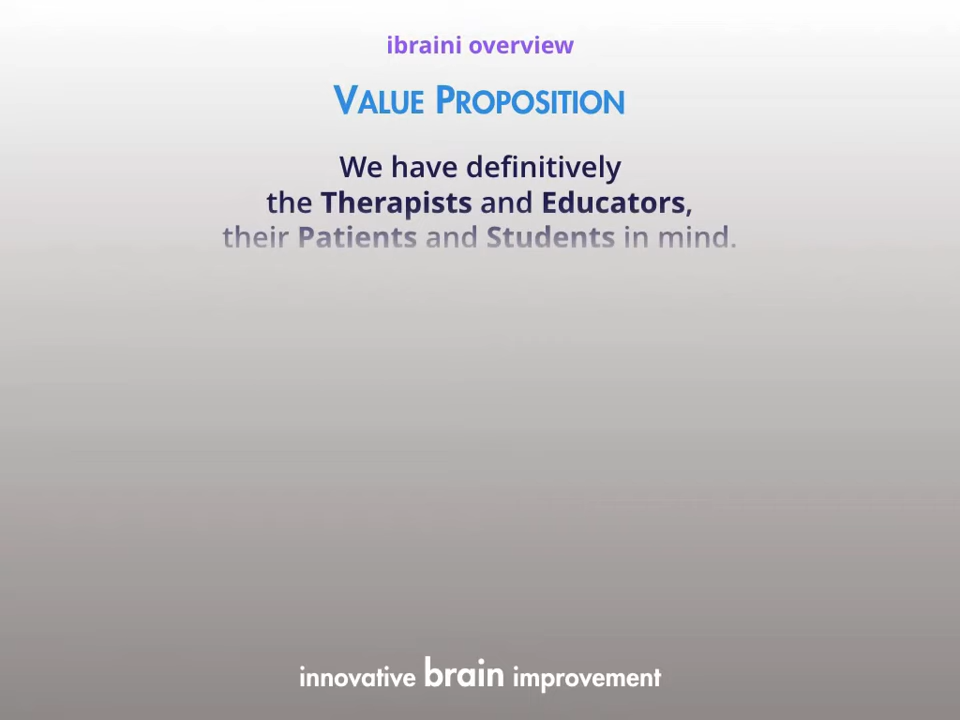 ibraini overview
Value Proposition
We have definitively
the Therapists and Educators,
their Patients and Students in mind.
innovative brain improvement